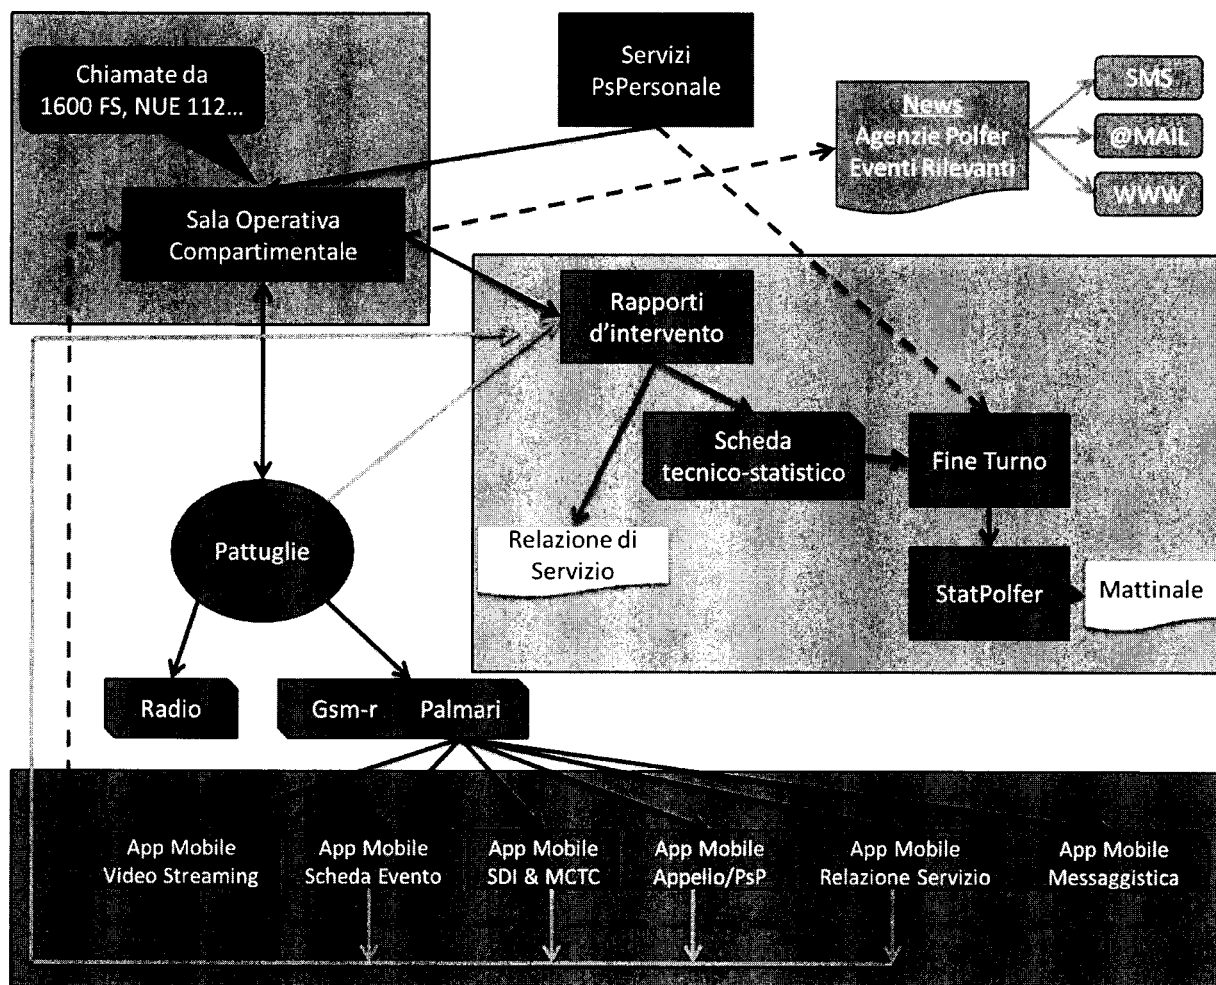 Chiamate da
1600 FS, NUE 112...
Servizi
PsPersonale
News
Agenzie Polfer
Eventi Rilevanti
SMS
@MAIL
WWW
Sala Operativa
Compartimentale
Rapporti
d'intervento
Scheda
tecnico-statistico
Fine Turno
Pattuglie
Relazione di
Servizio
StatPolfer
Mattinale
Radio
Gsm-r
Palmari
App Mobile
Video Streaming
App Mobile
Scheda Evento
App Mobile
SDI & MCTC
App Mobile
Appello/PsP
App Mobile
Relazione Servizio
App Mobile
Messaggistica